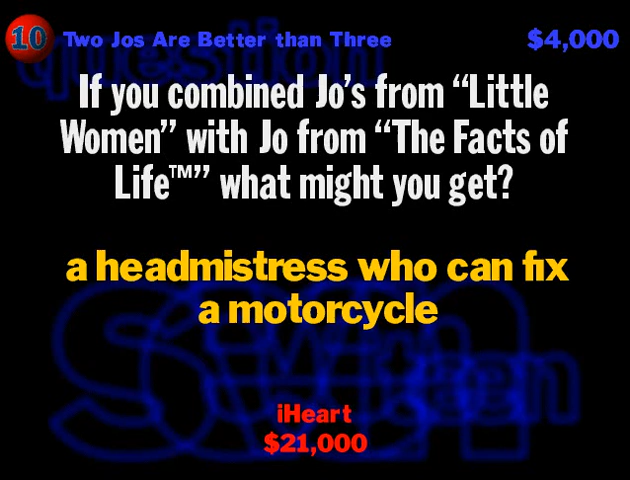 10 Two Jos Are Better than Three $4,000
question
If you combined Jo's from “Little
Women” with Jo from “The Facts of
Life™” what might you get?
a headmistress who can fix
a motorcycle
iHeart
$21,000